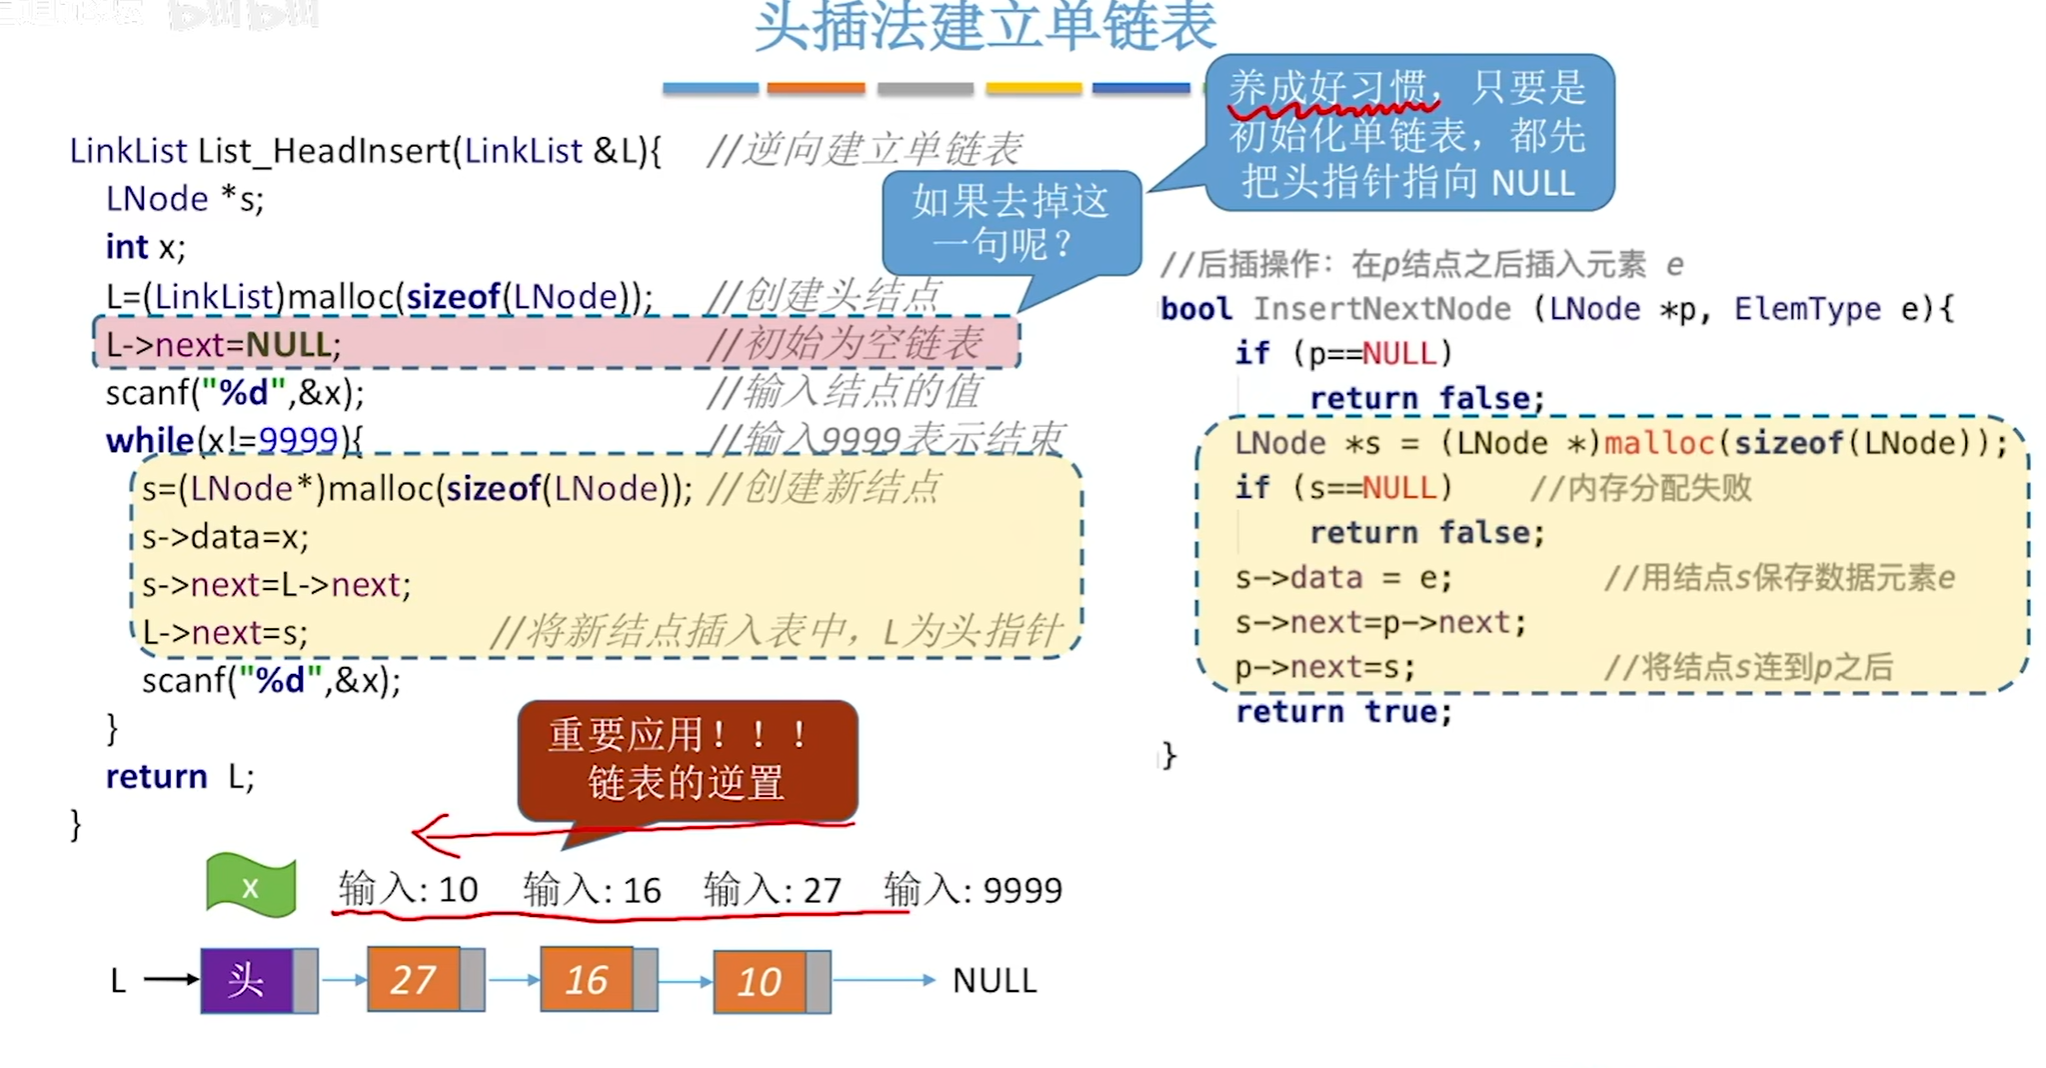 头插法建立单链表
养成好习惯，只要是
初始化单链表，都先
把头指针指向 NULL
如果去掉这
一句呢？
LinkList List_HeadInsert(LinkList &L){ //逆向建立单链表
LNode *s;
int x;
L=(LinkList)malloc(sizeof(LNode)); //创建头结点
L->next=NULL; //初始为空链表
scanf("%d",&x); //输入结点的值
while(x!=9999){ //输入9999表示结束
s=(LNode*)malloc(sizeof(LNode)); //创建新结点
s->data=x;
s->next=L->next;
L->next=s; //将新结点插入表中，L为头指针
scanf("%d",&x);
}
return L;
}
//后插操作：在p结点之后插入元素 e
bool InsertNextNode (LNode *p, ElemType e){
if (p==NULL)
return false;
LNode *s = (LNode *)malloc(sizeof(LNode));
if (s==NULL) //内存分配失败
return false;
s->data = e; //用结点s保存数据元素e
s->next=p->next;
p->next=s; //将结点s连到p之后
return true;
}
重要应用！！！
链表的逆置
x 输入: 10 输入: 16 输入: 27 输入: 9999
L 头 27 16 10 NULL